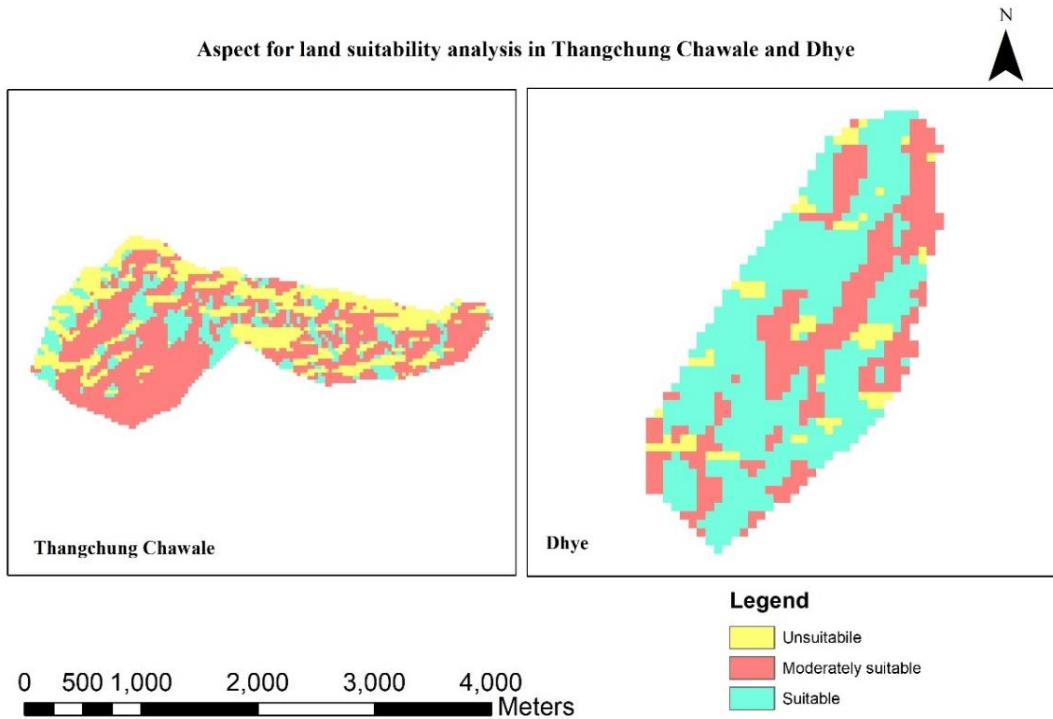 N
Aspect for land suitability analysis in Thangchung Chawale and Dhye
Thangchung Chawale
Dhye
Legend
Unsuitabile
Moderately suitable
Suitable
0 500 1,000 2,000 3,000 4,000
Meters